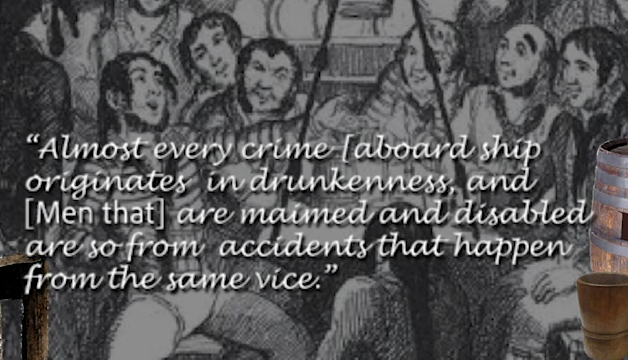 “Almost every crime [aboard ship
originates in drunkenness, and
[Men that] are maimed and disabled
are so from accidents that happen
from the same vice.”